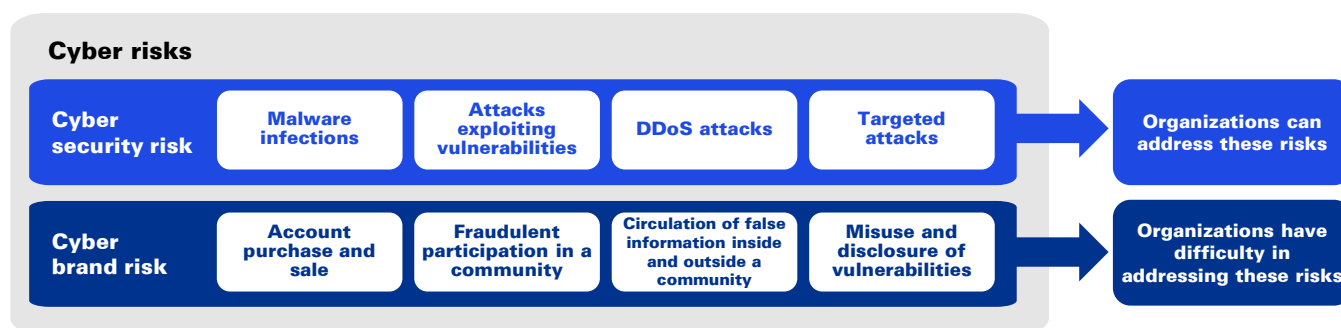 Cyber risks
Cyber
security risk
Malware
infections
Attacks
exploiting
vulnerabilities
DDoS attacks
Targeted
attacks
Organizations can
address these risks
Cyber
brand risk
Account
purchase and
sale
Fraudulent
participation in a
community
Circulation of false
information inside
and outside a
community
Misuse and
disclosure of
vulnerabilities
Organizations have
difficulty in
addressing these risks